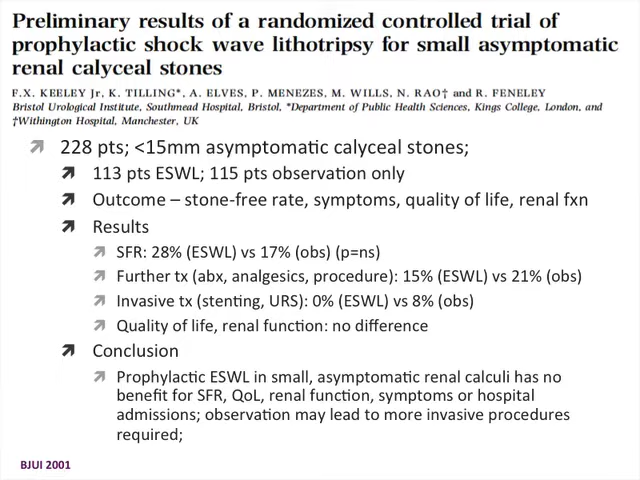 Preliminary results of a randomized controlled trial of
prophylactic shock wave lithotripsy for small asymptomatic
renal calyceal stones
F.X. KEELEY Jr, K. TILLING*, A. ELVES, P. MENEZES, M. WILLS, N. RAO† and R. FENELEY
Bristol Urological Institute, Southmead Hospital, Bristol, *Department of Public Health Sciences, Kings College, London, and
†Withington Hospital, Manchester, UK
228 pts; <15mm asymptomatic calyceal stones;
113 pts ESWL; 115 pts observation only
Outcome – stone-free rate, symptoms, quality of life, renal fxn
Results
SFR: 28% (ESWL) vs 17% (obs) (p=ns)
Further tx (abx, analgesics, procedure): 15% (ESWL) vs 21% (obs)
Invasive tx (stenting, URS): 0% (ESWL) vs 8% (obs)
Quality of life, renal function: no difference
Conclusion
Prophylactic ESWL in small, asymptomatic renal calculi has no
benefit for SFR, QoL, renal function, symptoms or hospital
admissions; observation may lead to more invasive procedures
required;
BJUI 2001